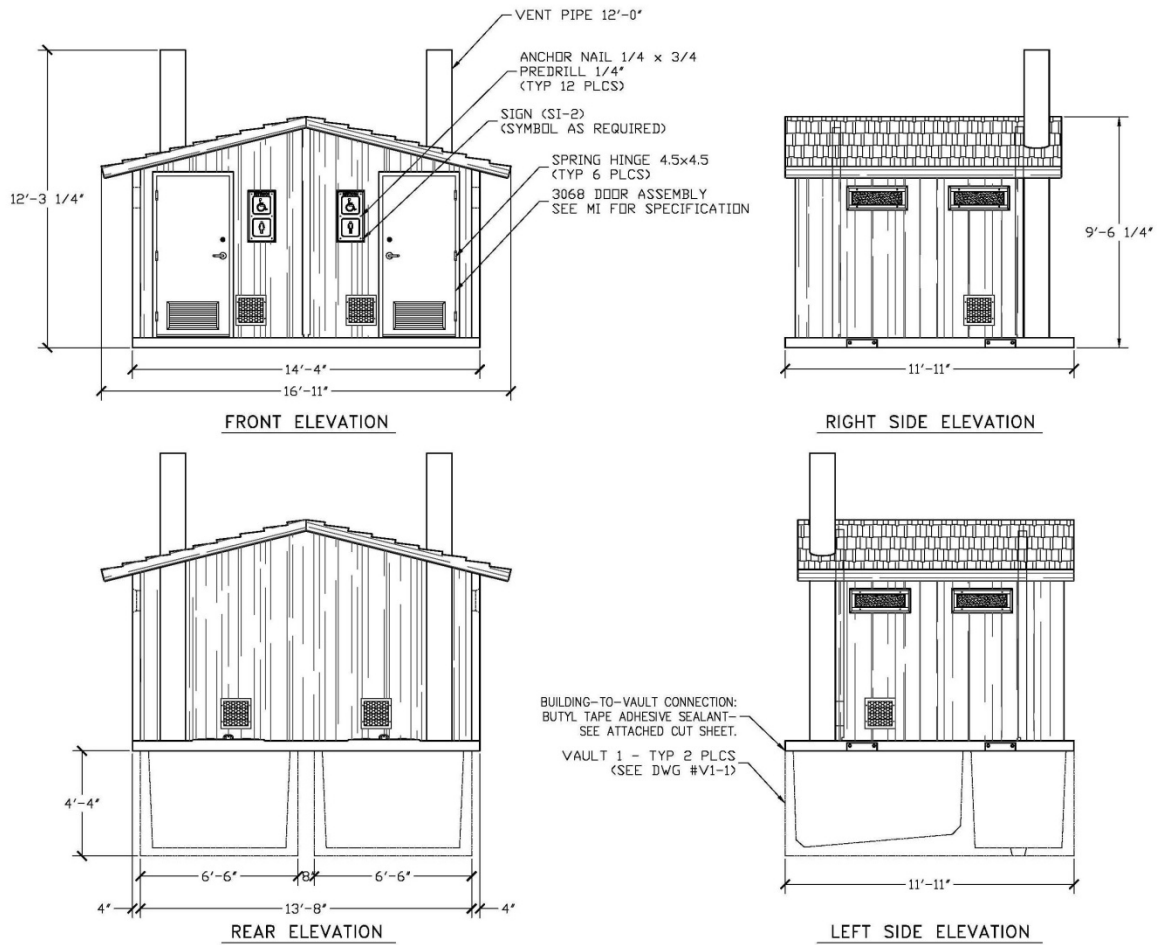 VENT PIPE 12'-0"
ANCHOR NAIL 1/4 x 3/4
PREDRILL 1/4"
(TYP 12 PLCS)
SIGN (SI-2)
(SYMBOL AS REQUIRED)
SPRING HINGE 4.5x4.5
(TYP 6 PLCS)
3068 DOOR ASSEMBLY
SEE MI FOR SPECIFICATION
12'-3 1/4"
14'-4"
16'-11"
FRONT ELEVATION
9'-6 1/4"
11'-11"
RIGHT SIDE ELEVATION
4'-4"
6'-6"
8"
6'-6"
4"
13'-8"
4"
REAR ELEVATION
BUILDING-TO-VAULT CONNECTION:
BUTYL TAPE ADHESIVE SEALANT-
SEE ATTACHED CUT SHEET.
VAULT 1 - TYP 2 PLCS
(SEE DWG #V1-1)
11'-11"
LEFT SIDE ELEVATION